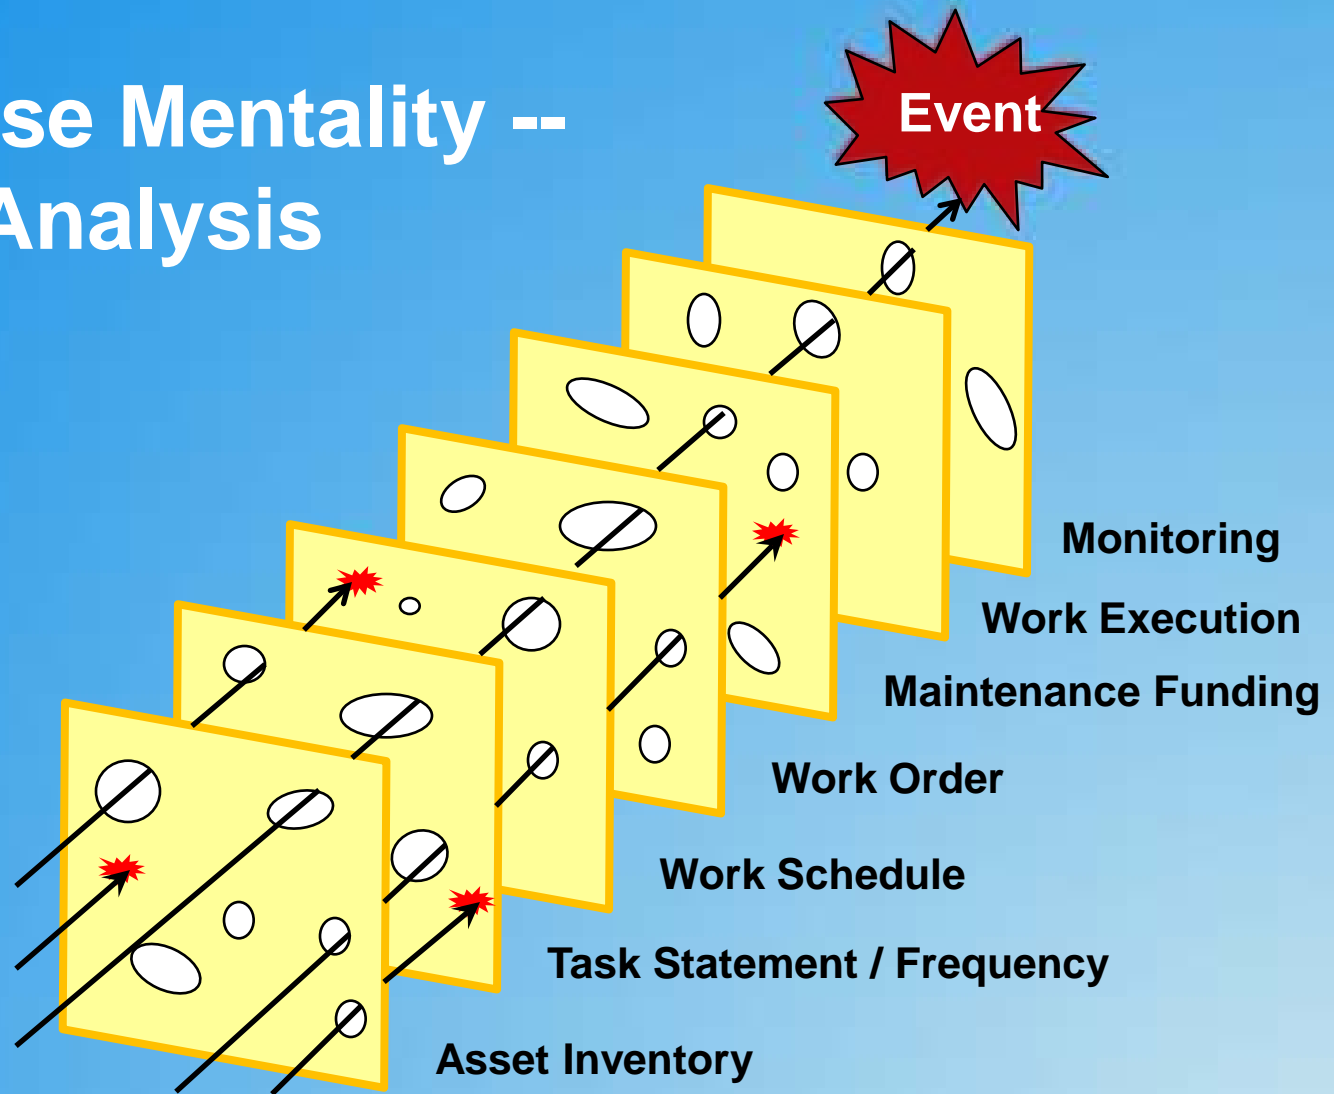 se Mentality --
Analysis
Event
Monitoring
Work Execution
Maintenance Funding
Work Order
Work Schedule
Task Statement / Frequency
Asset Inventory